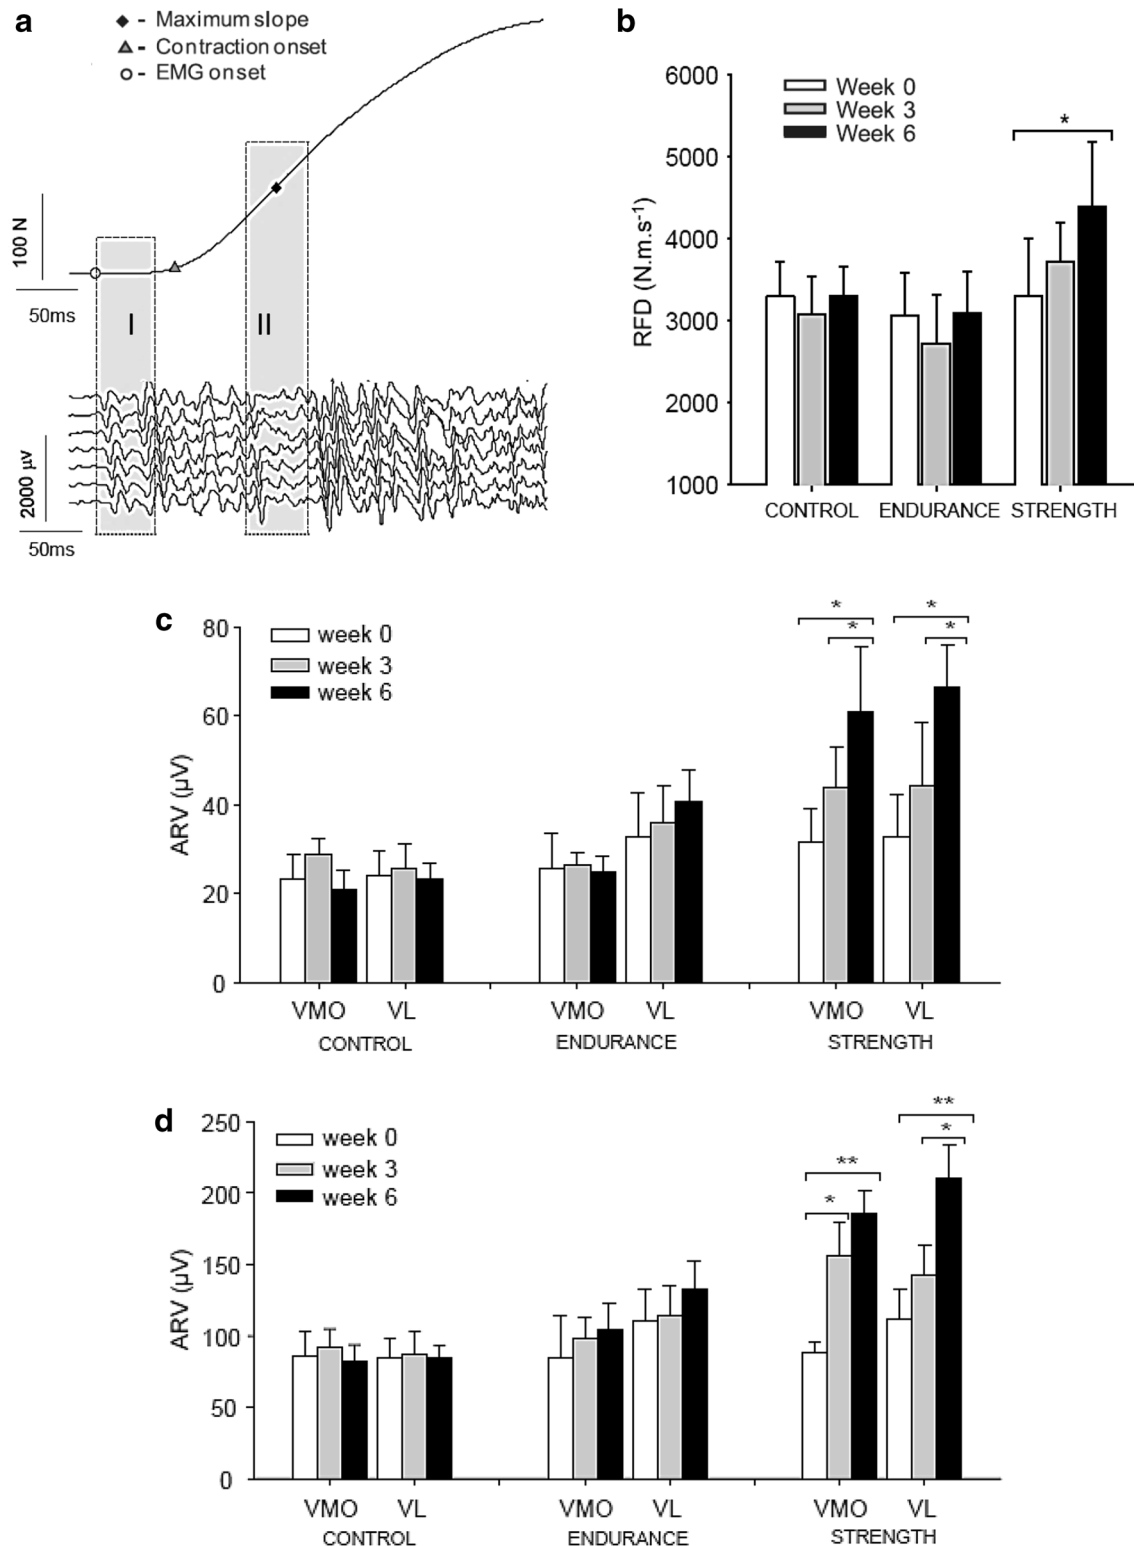 a
◆ - Maximum slope
▲ - Contraction onset
○ - EMG onset
100 N
50ms
I
II
2000 μv
50ms
b
6000
5000
4000
3000
2000
1000
RFD (N.m.s-1)
Week 0
Week 3
Week 6
*
CONTROL ENDURANCE STRENGTH
c
80
60
40
20
0
ARV (μV)
week 0
week 3
week 6
* *
* *
VMO VL VMO VL VMO VL
CONTROL ENDURANCE STRENGTH
d
250
200
150
100
50
0
ARV (μV)
week 0
week 3
week 6
**
*
**
*
VMO VL VMO VL VMO VL
CONTROL ENDURANCE STRENGTH